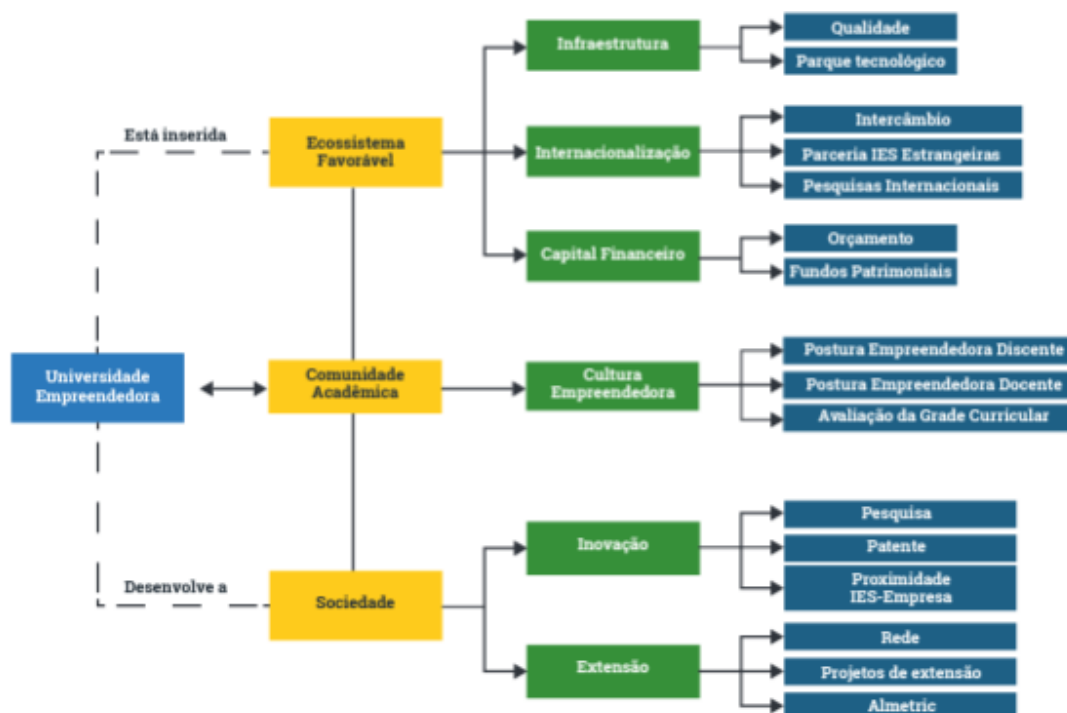 Infraestrutura
Qualidade
Parque tecnológico
Está inserida
Ecossistema
Favorável
Internacionalização
Intercâmbio
Parceria IES Estrangeiras
Pesquisas Internacionais
Capital Financeiro
Orçamento
Fundos Patrimoniais
Universidade
Empreendedora
Comunidade
Acadêmica
Cultura
Empreendedora
Postura Empreendedora Discente
Postura Empreendedora Docente
Avaliação da Grade Curricular
Desenvolve a
Sociedade
Inovação
Pesquisa
Patente
Proximidade
IES-Empresa
Extensão
Rede
Projetos de extensão
Almetric